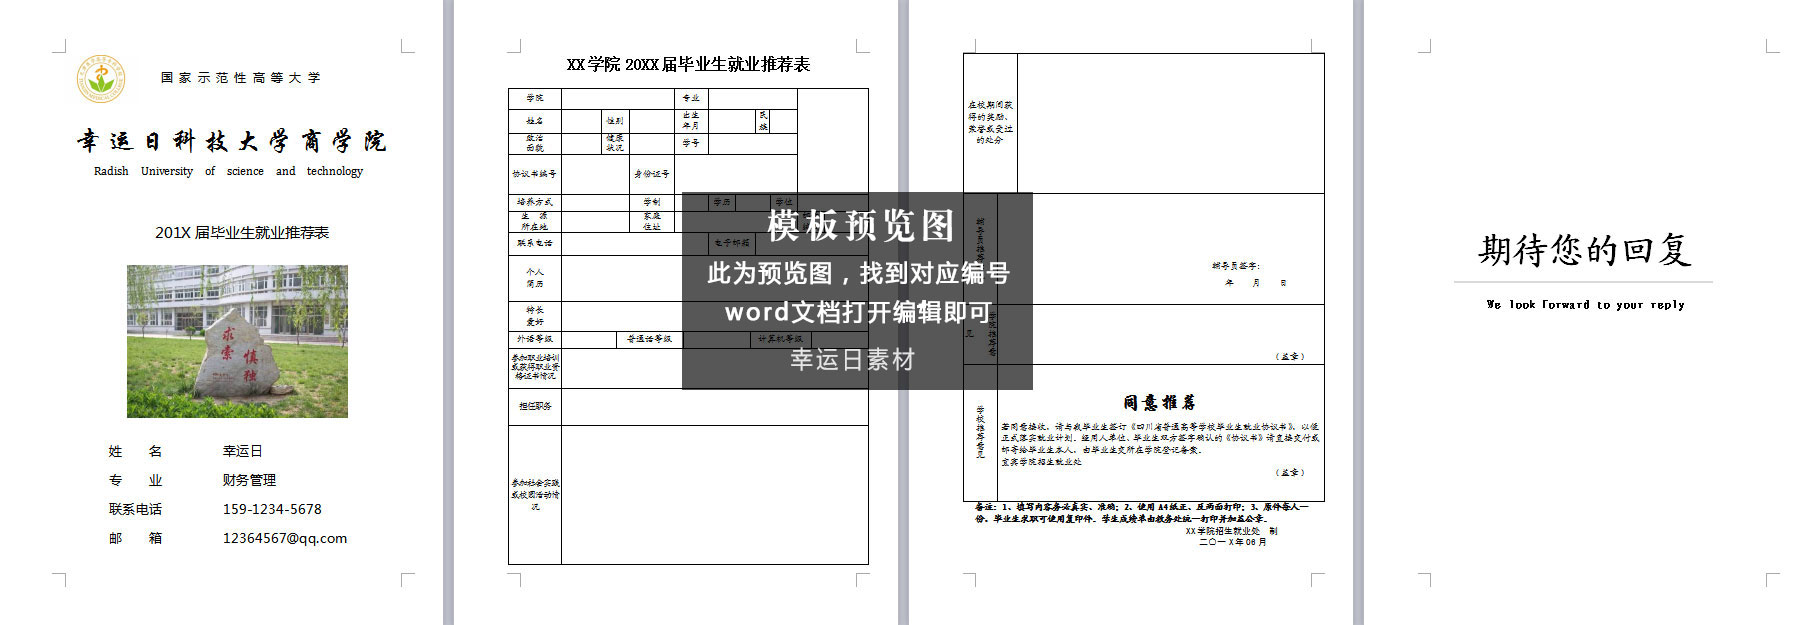 国家示范性高等大学
幸运日科技大学商学院
Radish University of science and technology
201X 届毕业生就业推荐表
求索
慎独
姓 名 幸运日
专 业 财务管理
联系电话 159-1234-5678
邮 箱 12364567@qq.com
XX 学院 20XX 届毕业生就业推荐表
学院 专业
姓名 性别 出生年月 民族
政治面貌 健康状况 学号
协议书编号 身份证号
培养方式 学制 学历 学位
生 源所在地 家庭住址
联系电话 电子邮箱
个人简历
特长爱好
外语等级 普通话等级 计算机等级
参加职业培训或获得职业资格证书情况
担任职务
参加社会实践或校园活动情况
模板预览图
此为预览图，找到对应编号
word文档打开编辑即可
幸运日素材
在校期间获得的奖励、荣誉或受过的处分
辅导员推荐
辅导员签字:
年 月 日
学院推荐意见
（盖章）
学校推荐意见
同意推荐
若同意接收，请与我毕业生签订《四川省普通高等学校毕业生就业协议书》，以便
正式落实就业计划。经用人单位、毕业生双方签字确认的《协议书》请直接交付或
邮寄给毕业生本人，由毕业生交所在学院登记备案。
宜宾学院招生就业处
（盖章）
备注：1、填写内容务必真实、准确；2、使用 A4 纸正、反两面打印；3、原件每人一
份。毕业生求职可使用复印件。学生成绩单由教务处统一打印并加盖公章。
XX 学院招生就业处 制
二〇一 X 年 06 月
期待您的回复
We look forward to your reply